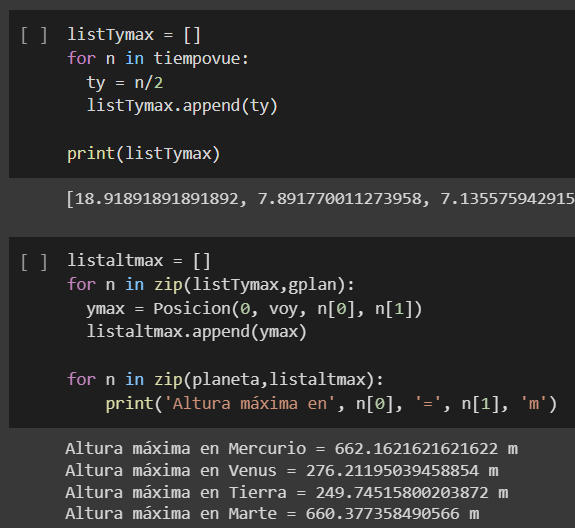 [ ] listTymax = []
for n in tiempovue:
  ty = n/2
  listTymax.append(ty)
print(listTymax)
[18.91891891891892, 7.891770011273958, 7.135575942915
[ ] listaltmax = []
for n in zip(listTymax,gplan):
  ymax = Posicion(0, voy, n[0], n[1])
  listaltmax.append(ymax)
for n in zip(planeta,listaltmax):
    print('Altura máxima en', n[0], '=', n[1], 'm')
Altura máxima en Mercurio = 662.1621621621622 m
Altura máxima en Venus = 276.21195039458854 m
Altura máxima en Tierra = 249.74515800203872 m
Altura máxima en Marte = 660.377358490566 m